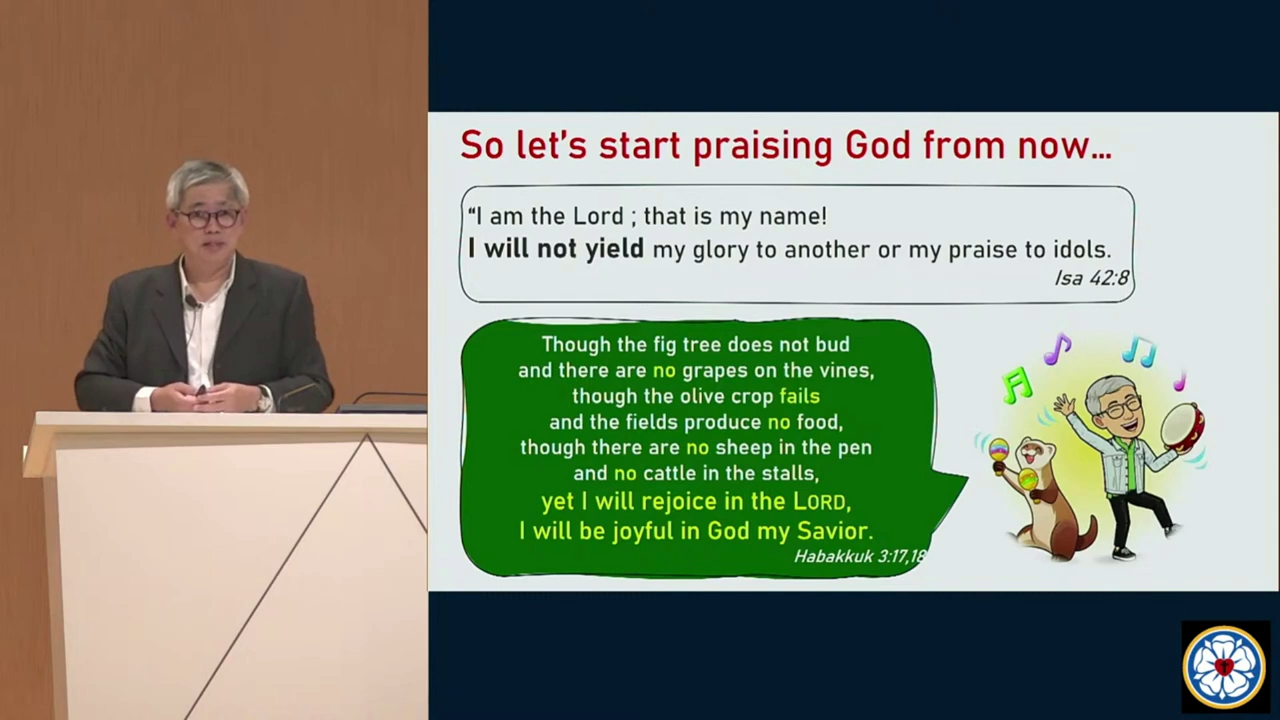 So let's start praising God from now...
“I am the Lord ; that is my name!
I will not yield my glory to another or my praise to idols.
Isa 42:8
Though the fig tree does not bud
and there are no grapes on the vines,
though the olive crop fails
and the fields produce no food,
though there are no sheep in the pen
and no cattle in the stalls,
yet I will rejoice in the LORD,
I will be joyful in God my Savior.
Habakkuk 3:17,18